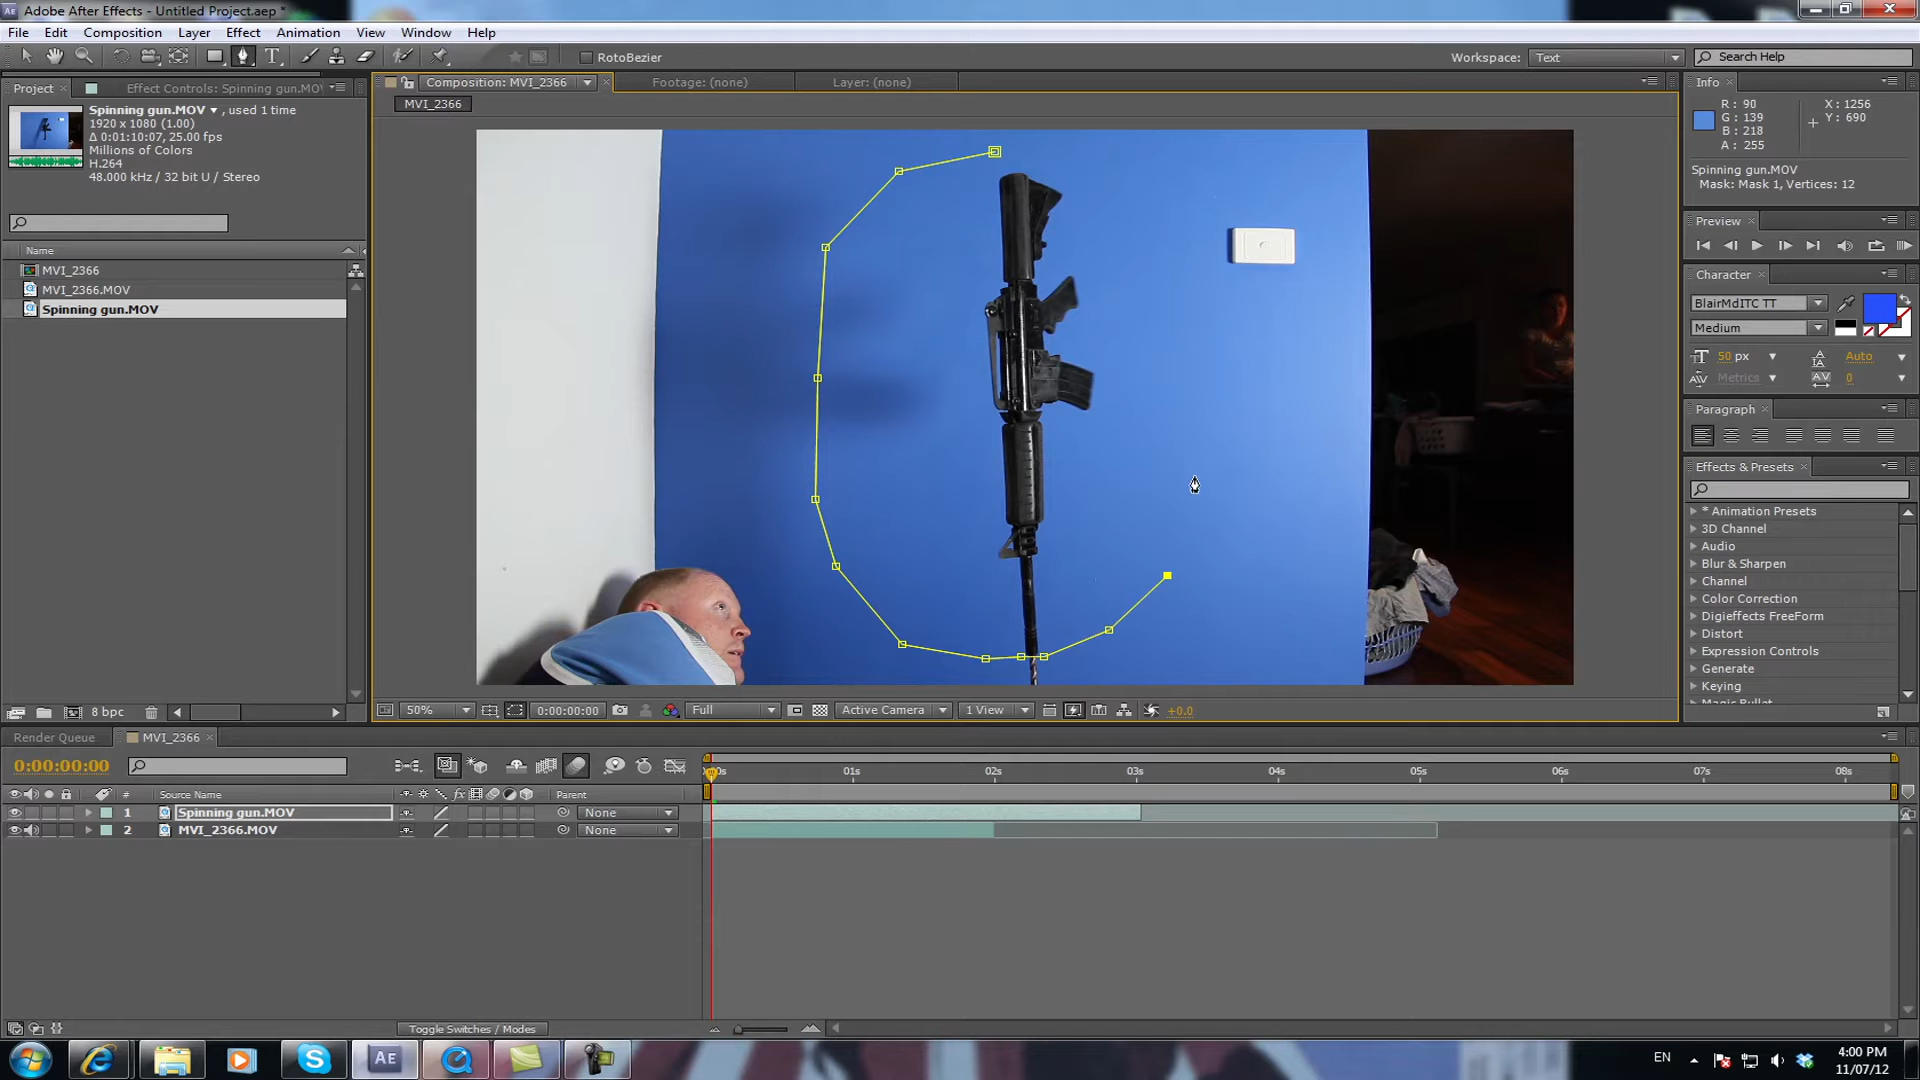 Adobe After Effects - Untitled Project.aep *
File Edit Composition Layer Effect Animation View Window Help
RotoBezier
Workspace: Text
Search Help
Project
Effect Controls: Spinning gun.MO
Composition: MVI_2366
Footage: (none)
Layer: (none)
Info
MVI_2366
Spinning gun.MOV ▼ , used 1 time
1920 x 1080 (1.00)
Δ 0:01:10:07, 25.00 fps
Millions of Colors
H.264
48.000 kHz / 32 bit U / Stereo
R : 90
G : 139
B : 218
A : 255
X : 1256
Y : 690
Spinning gun.MOV
Mask: Mask 1, Vertices: 12
Preview
Name
MVI_2366
MVI_2366.MOV
Spinning gun.MOV
Character
BlairMdITC TT
Medium
50 px
Auto
Metrics
0
Paragraph
Effects & Presets
* Animation Presets
3D Channel
Audio
Blur & Sharpen
Channel
Color Correction
Digieffects FreeForm
Distort
Expression Controls
Generate
Keying
Magic Bullet
8 bpc
50%
0:00:00:00
Full
Active Camera
1 View
+0.0
Render Queue
MVI_2366
0:00:00:00
01s 02s 03s 04s 05s 06s 07s 08s
# Source Name
fx
Parent
1 Spinning gun.MOV None
2 MVI_2366.MOV None
Toggle Switches / Modes
EN
4:00 PM
11/07/12